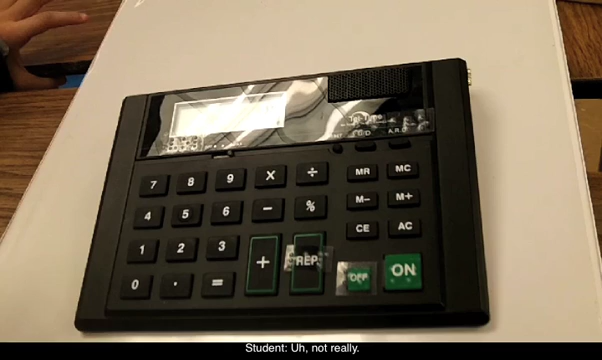 7 8 9 X ÷ MR MC
4 5 6 − % M− M+
1 2 3 + REP. CE AC
0 . = OFF ON
Student: Uh, not really.